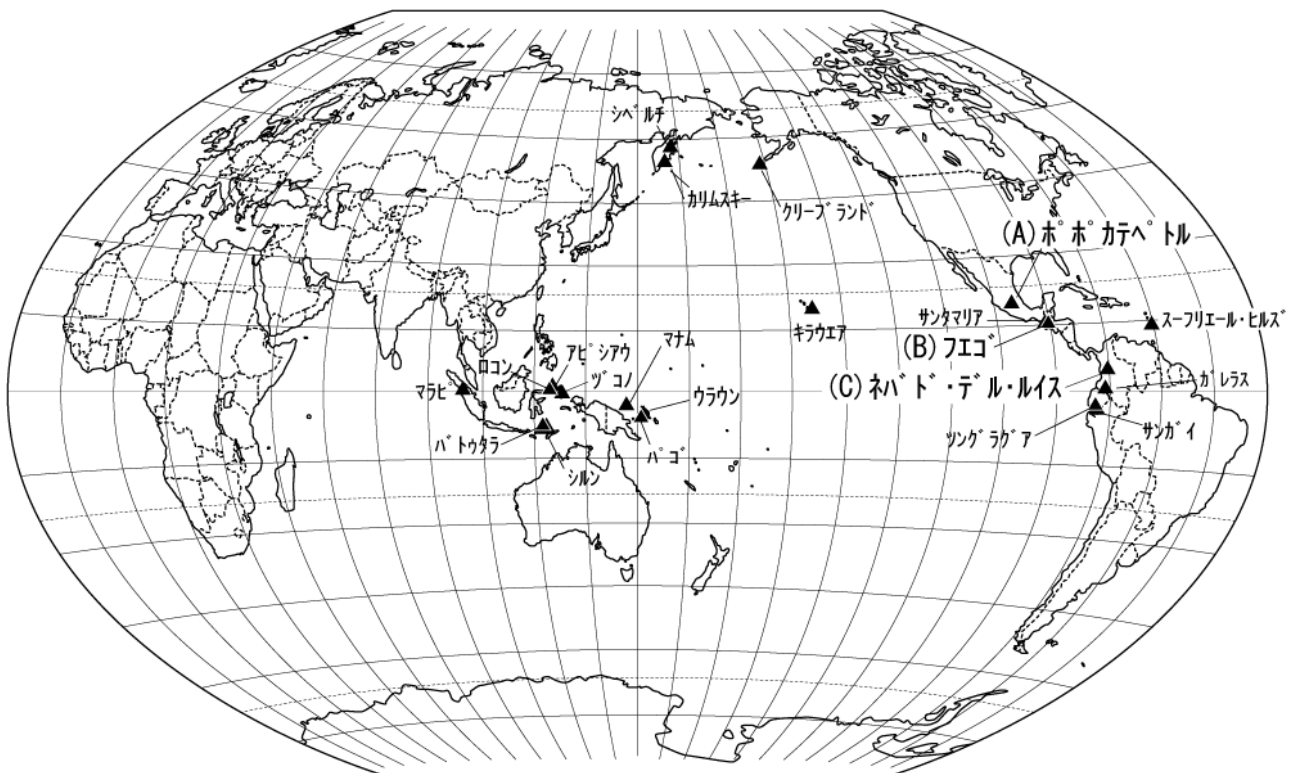 シベルチ
カリムスキー
クリーブランド
(A)ポポカテペトル
キラウエア
サンタマリア
スーフリエール・ヒルズ
(B)フエゴ
マナム
アピシアウ
ロコン
ヅコノ
(C)ネバド・デル・ルイス
ガレラス
マラピ
ウラウン
バトゥタラ
パゴ
ツングラグア
サンガイ
シルン